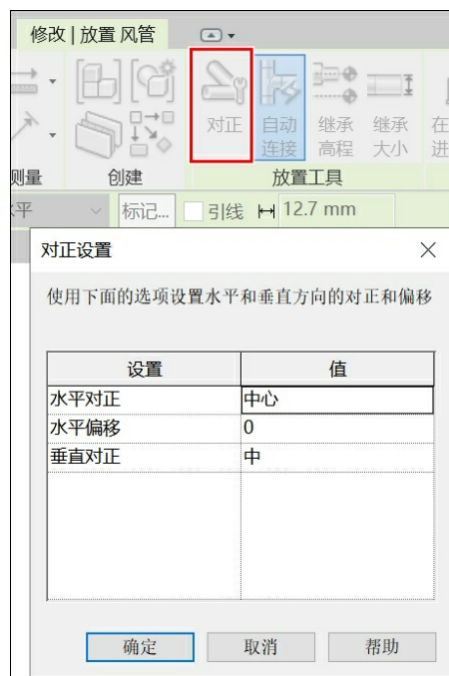 修改 | 放置 风管
对正
自动
连接
继承
高程
继承
大小
在
进
测量
创建
放置工具
水平
标记...
引线
12.7 mm
对正设置
使用下面的选项设置水平和垂直方向的对正和偏移
设置
值
水平对正
中心
水平偏移
0
垂直对正
中
确定
取消
帮助